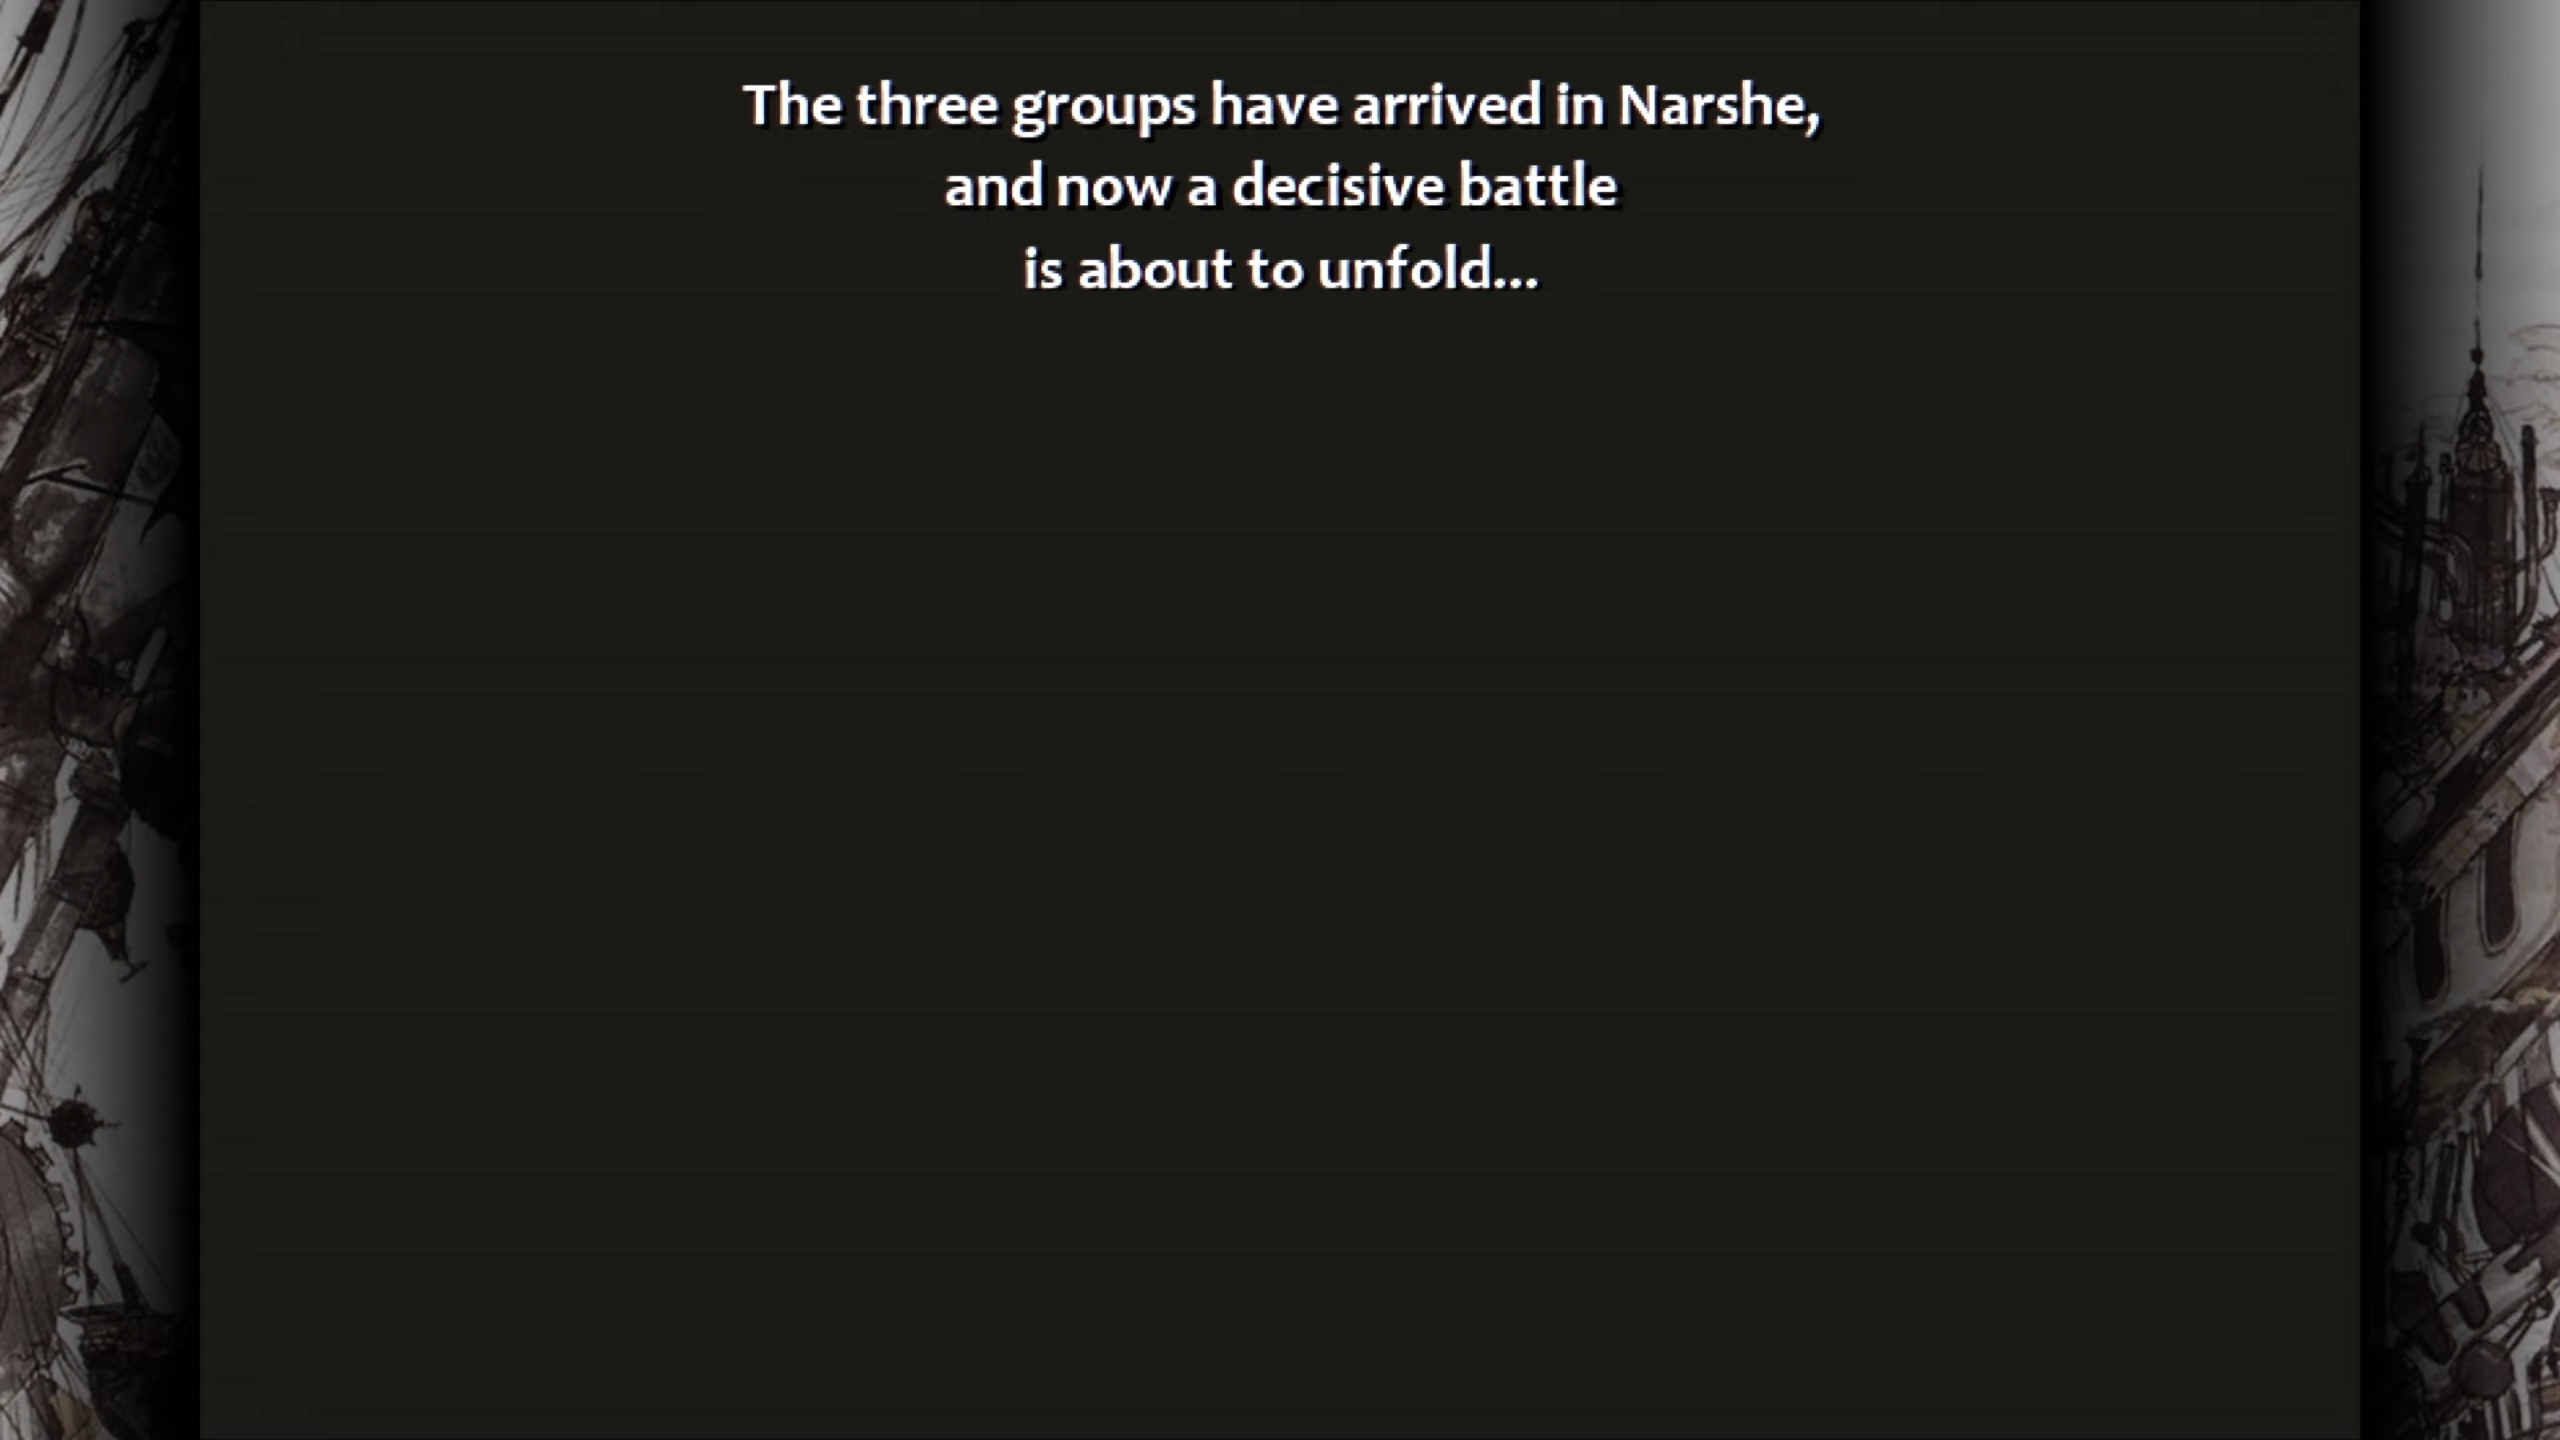 The three groups have arrived in Narshe,
and now a decisive battle
is about to unfold...